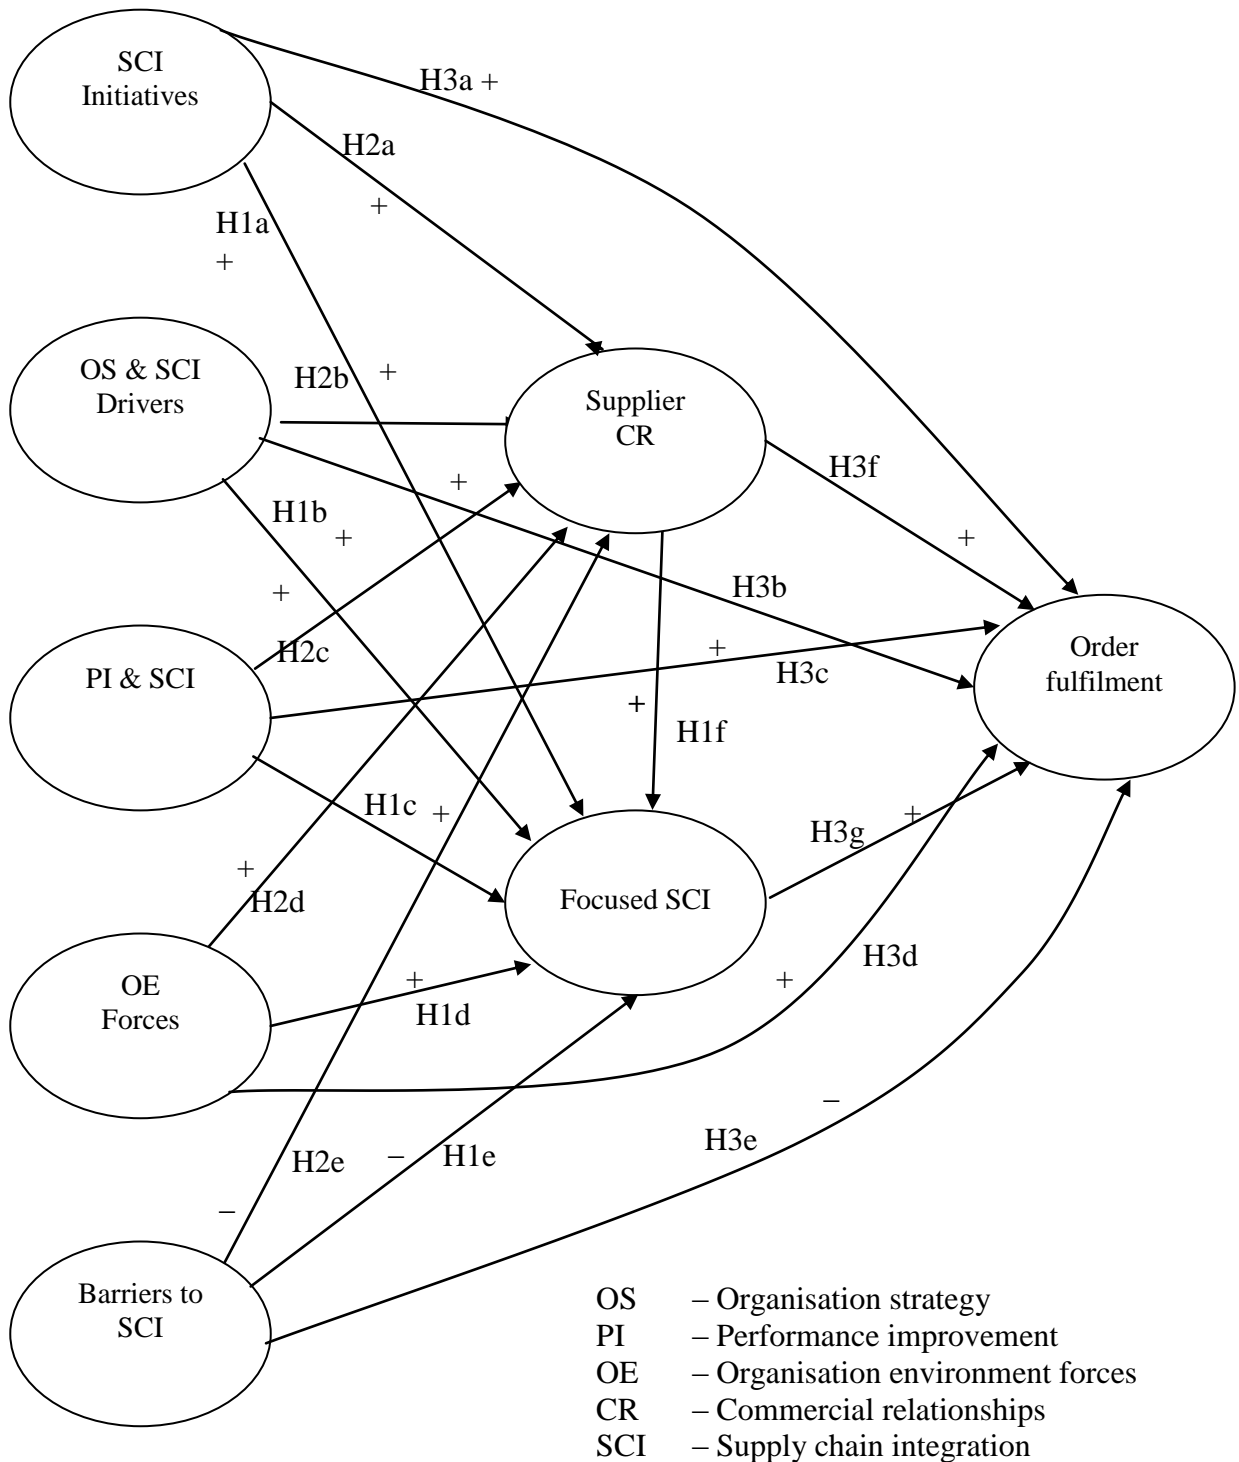 SCI
Initiatives
H3a +
H2a
+
H1a
+
OS & SCI
Drivers
H2b
+
Supplier
CR
H3f
+
H1b
+
+
+
H3b
PI & SCI
H2c
+
H3c
Order
fulfilment
+
H1f
H1c
+
H3g
+
+
H2d
Focused SCI
OE
Forces
+
H1d
+
H3d
H2e
–
H1e
–
H3e
–
Barriers to
SCI
OS – Organisation strategy
PI – Performance improvement
OE – Organisation environment forces
CR – Commercial relationships
SCI – Supply chain integration